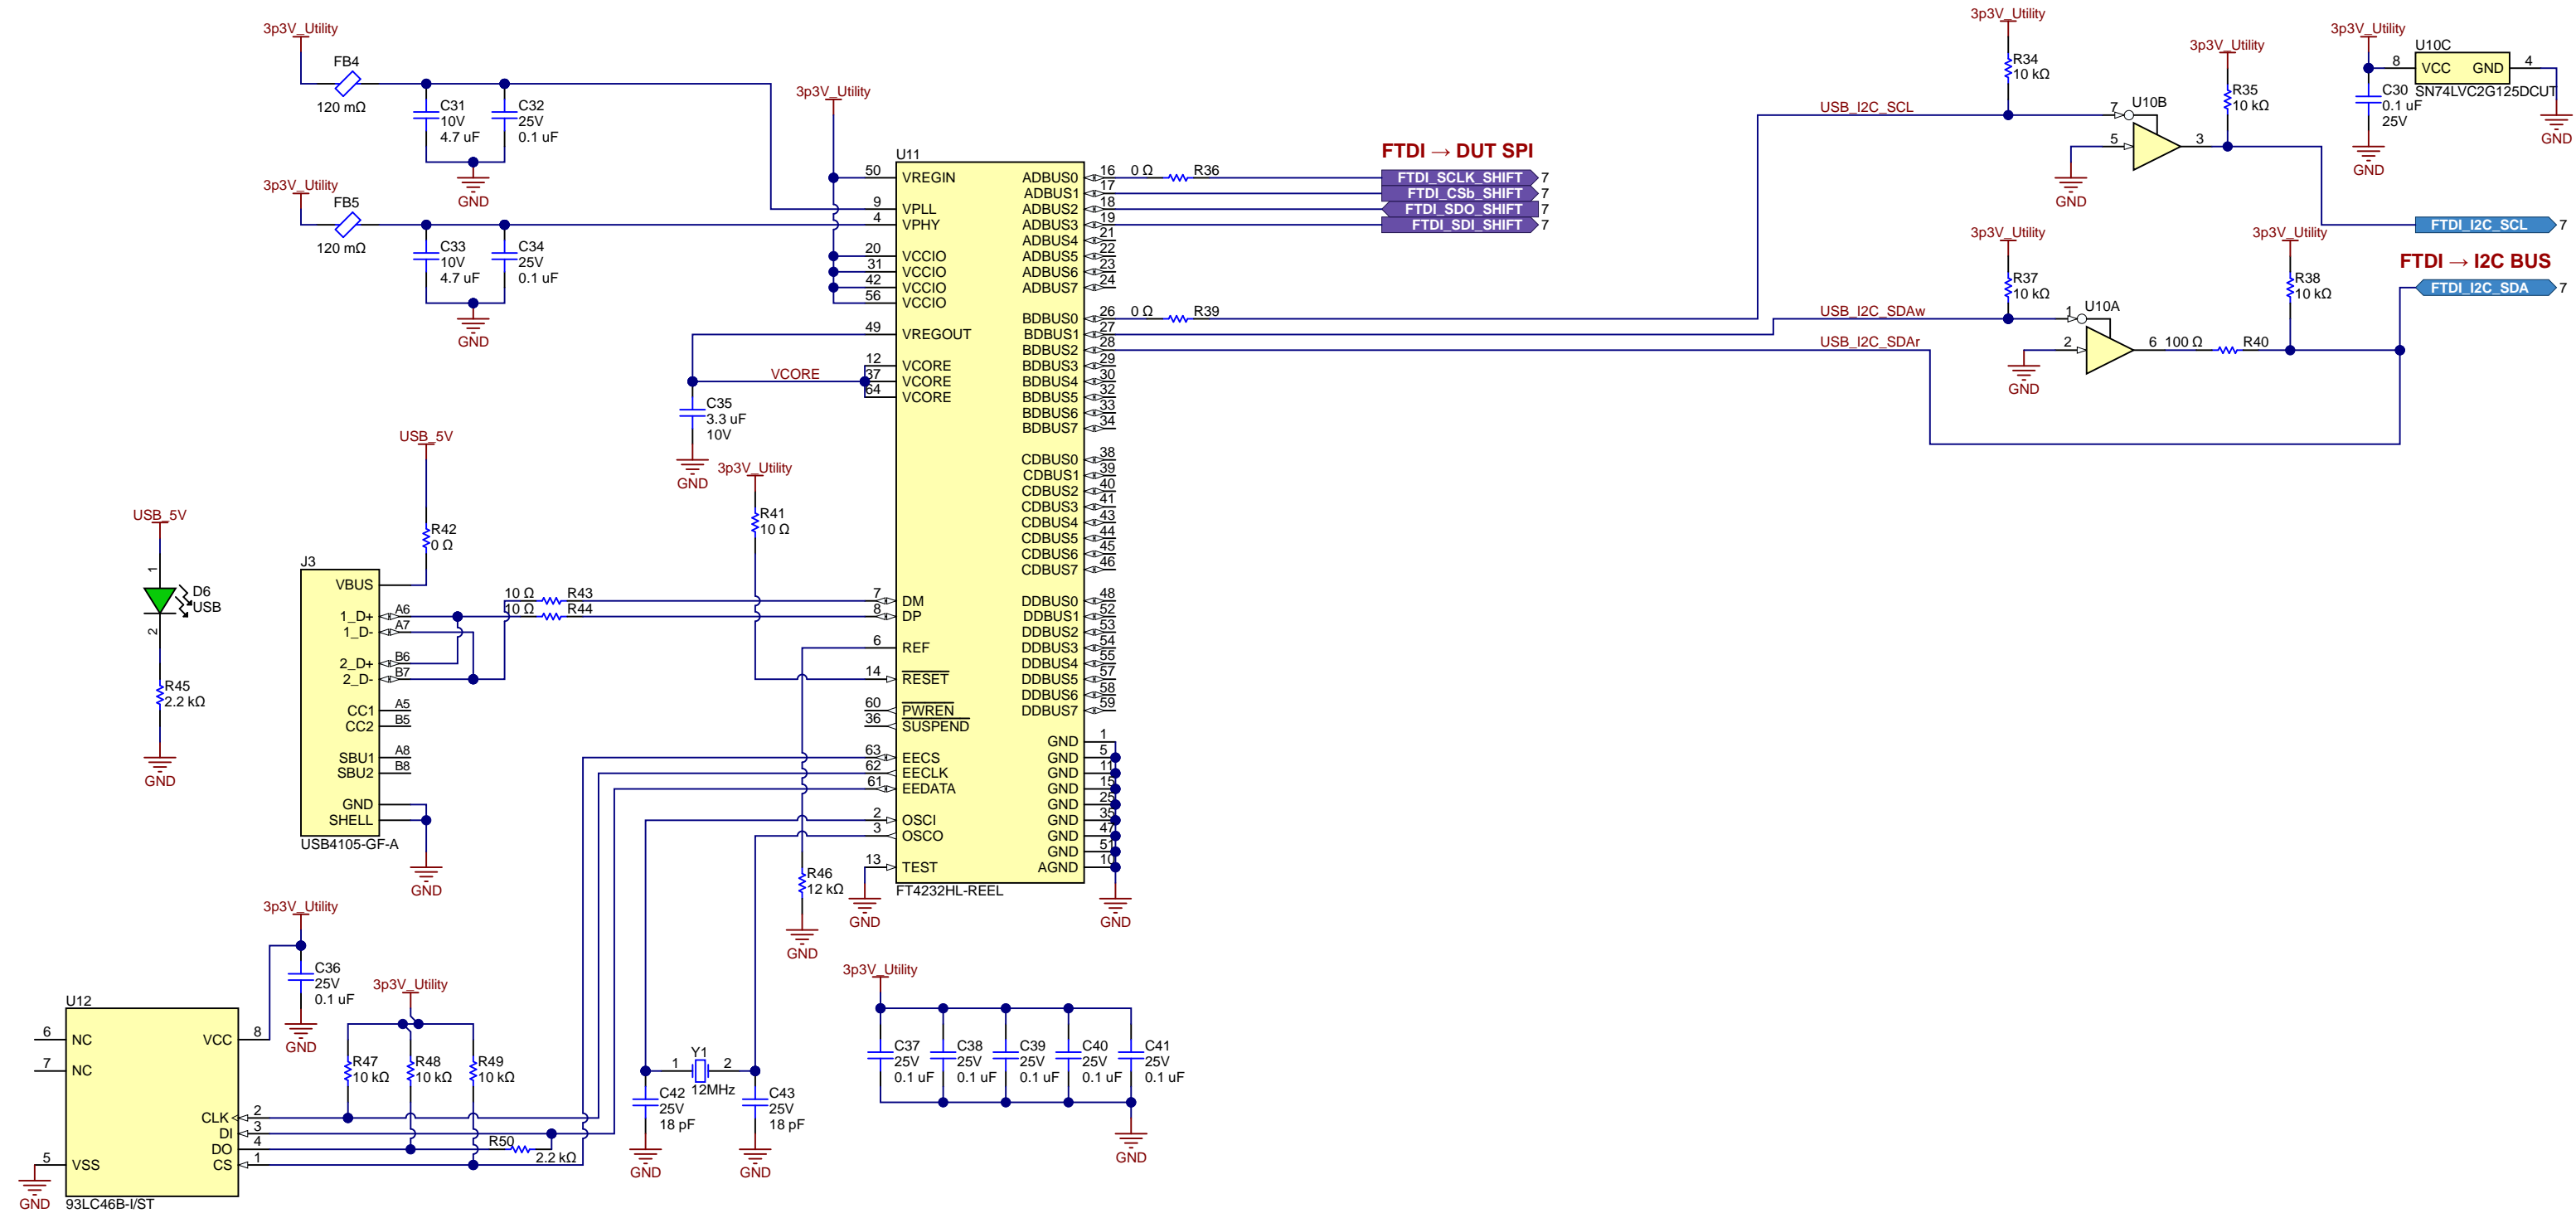 3p3V_Utility
FB4
120 mΩ
C31
10V
4.7 uF
C32
25V
0.1 uF
GND
3p3V_Utility
FB5
120 mΩ
C33
10V
4.7 uF
C34
25V
0.1 uF
GND
3p3V_Utility
U11
50 VREGIN
9 VPLL
4 VPHY
20 VCCIO
31 VCCIO
42 VCCIO
56 VCCIO
49 VREGOUT
12 VCORE
37 VCORE
64 VCORE
VCORE
C35
3.3 uF
10V
GND
3p3V_Utility
R41
10 Ω
7 DM
8 DP
6 REF
14 RESET
60 PWREN
36 SUSPEND
63 EECS
62 EECLK
61 EEDATA
2 OSCI
3 OSCO
13 TEST
GND
FT4232HL-REEL
R46
12 kΩ
GND
ADBUS0 16
ADBUS1 17
ADBUS2 18
ADBUS3 19
ADBUS4 21
ADBUS5 22
ADBUS6 23
ADBUS7 24
BDBUS0 26
BDBUS1 27
BDBUS2 28
BDBUS3 29
BDBUS4 30
BDBUS5 32
BDBUS6 33
BDBUS7 34
CDBUS0 38
CDBUS1 39
CDBUS2 40
CDBUS3 41
CDBUS4 43
CDBUS5 44
CDBUS6 45
CDBUS7 46
DDBUS0 48
DDBUS1 52
DDBUS2 53
DDBUS3 54
DDBUS4 55
DDBUS5 57
DDBUS6 58
DDBUS7 59
GND 1
GND 5
GND 11
GND 15
GND 25
GND 35
GND 47
GND 51
AGND 10
GND
0 Ω R36
0 Ω R39
FTDI → DUT SPI
FTDI_SCLK_SHIFT 7
FTDI_CSb_SHIFT 7
FTDI_SDO_SHIFT 7
FTDI_SDI_SHIFT 7
USB_I2C_SCL
USB_I2C_SDAw
USB_I2C_SDAr
3p3V_Utility
R34
10 kΩ
7 U10B
5
3
GND
3p3V_Utility
R35
10 kΩ
3p3V_Utility
U10C
8 VCC GND 4
SN74LVC2G125DCUT
C30
0.1 uF
25V
GND
GND
FTDI_I2C_SCL 7
FTDI → I2C BUS
FTDI_I2C_SDA 7
3p3V_Utility
R37
10 kΩ
1 U10A
2
6 100 Ω R40
GND
3p3V_Utility
R38
10 kΩ
USB_5V
1
D6
USB
2
R45
2.2 kΩ
GND
USB_5V
R42
0 Ω
J3
VBUS
1_D+ A6
1_D- A7
2_D+ B6
2_D- B7
CC1 A5
CC2 B5
SBU1 A8
SBU2 B8
GND
SHELL
USB4105-GF-A
GND
10 Ω R43
10 Ω R44
3p3V_Utility
C36
25V
0.1 uF
GND
U12
6 NC
7 NC
5 VSS
GND
VCC 8
CLK 2
DI 3
DO 4
CS 1
93LC46B-I/ST
3p3V_Utility
R47
10 kΩ
R48
10 kΩ
R49
10 kΩ
R50
2.2 kΩ
1 Y1 2
12MHz
C42
25V
18 pF
GND
C43
25V
18 pF
GND
3p3V_Utility
C37
25V
0.1 uF
C38
25V
0.1 uF
C39
25V
0.1 uF
C40
25V
0.1 uF
C41
25V
0.1 uF
GND